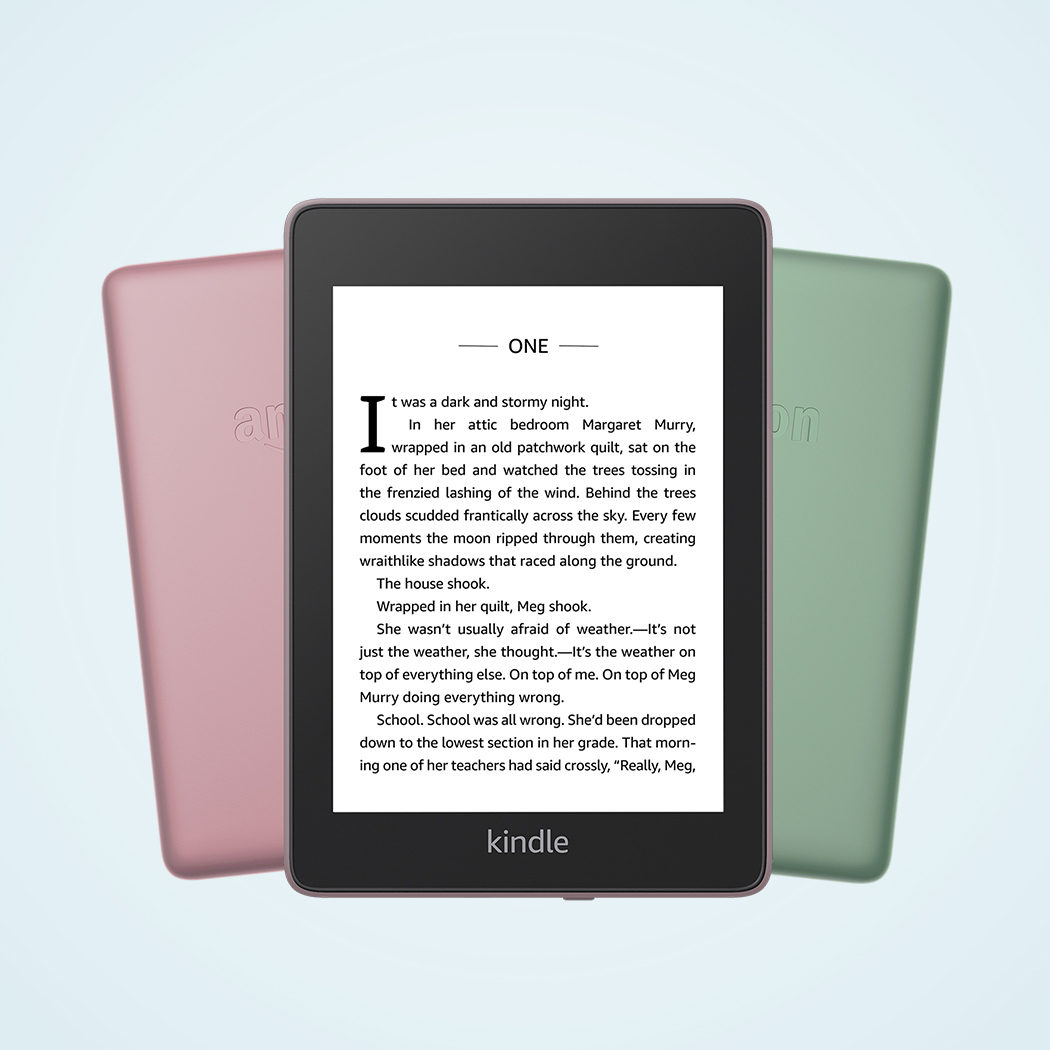 ONE
It was a dark and stormy night.
In her attic bedroom Margaret Murry,
wrapped in an old patchwork quilt, sat on the
foot of her bed and watched the trees tossing in
the frenzied lashing of the wind. Behind the trees
clouds scudded frantically across the sky. Every few
moments the moon ripped through them, creating
wraithlike shadows that raced along the ground.
The house shook.
Wrapped in her quilt, Meg shook.
She wasn’t usually afraid of weather.—It’s not
just the weather, she thought.—It’s the weather on
top of everything else. On top of me. On top of Meg
Murry doing everything wrong.
School. School was all wrong. She’d been dropped
down to the lowest section in her grade. That morn-
ing one of her teachers had said crossly, “Really, Meg,
kindle
am
on